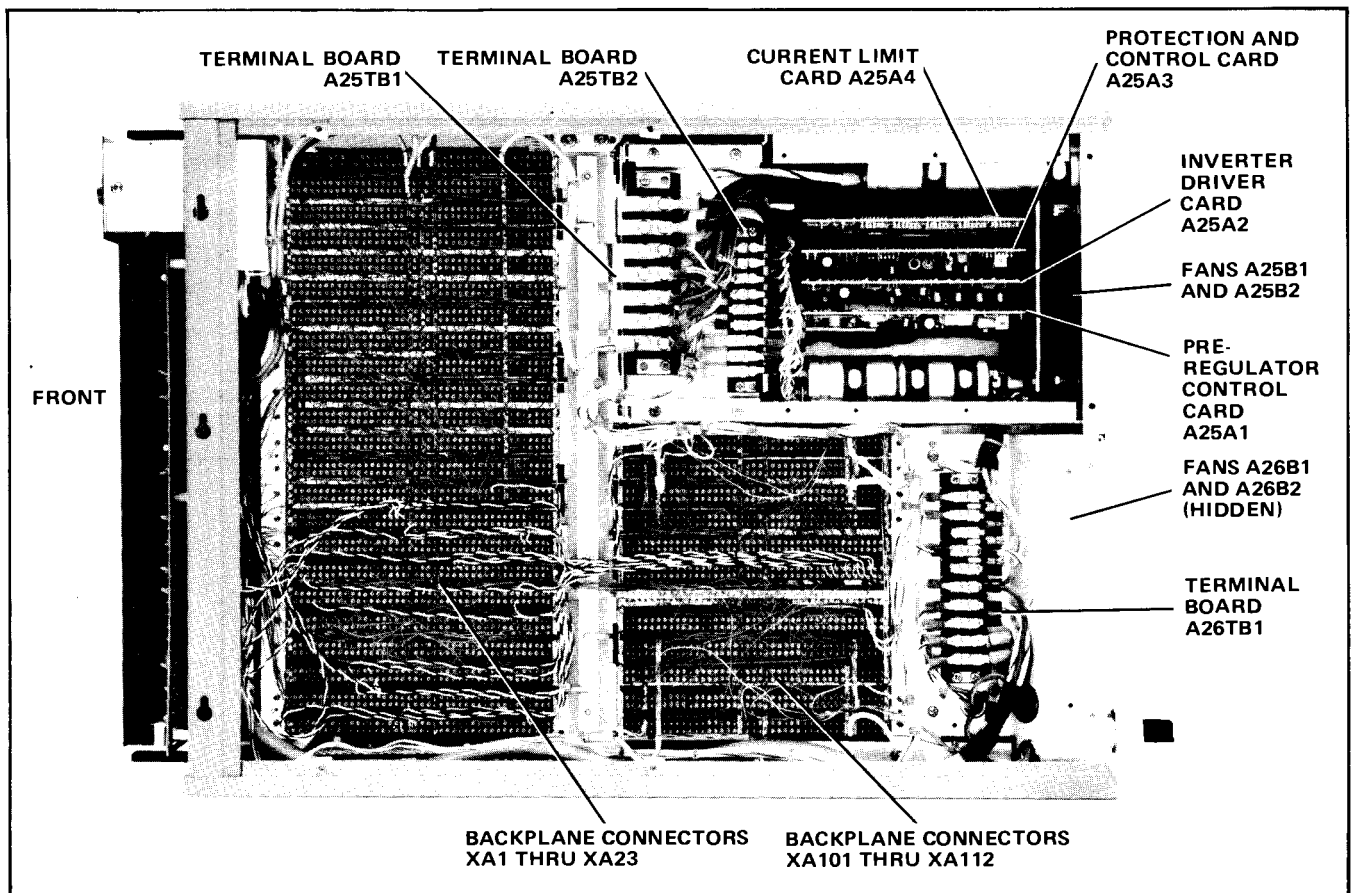 TERMINAL BOARD
A25TB1
TERMINAL BOARD
A25TB2
CURRENT LIMIT
CARD A25A4
PROTECTION AND
CONTROL CARD
A25A3
INVERTER
DRIVER
CARD
A25A2
FANS A25B1
AND A25B2
PRE-
REGULATOR
CONTROL
CARD
A25A1
FRONT
FANS A26B1
AND A26B2
(HIDDEN)
TERMINAL
BOARD
A26TB1
BACKPLANE CONNECTORS
XA1 THRU XA23
BACKPLANE CONNECTORS
XA101 THRU XA112